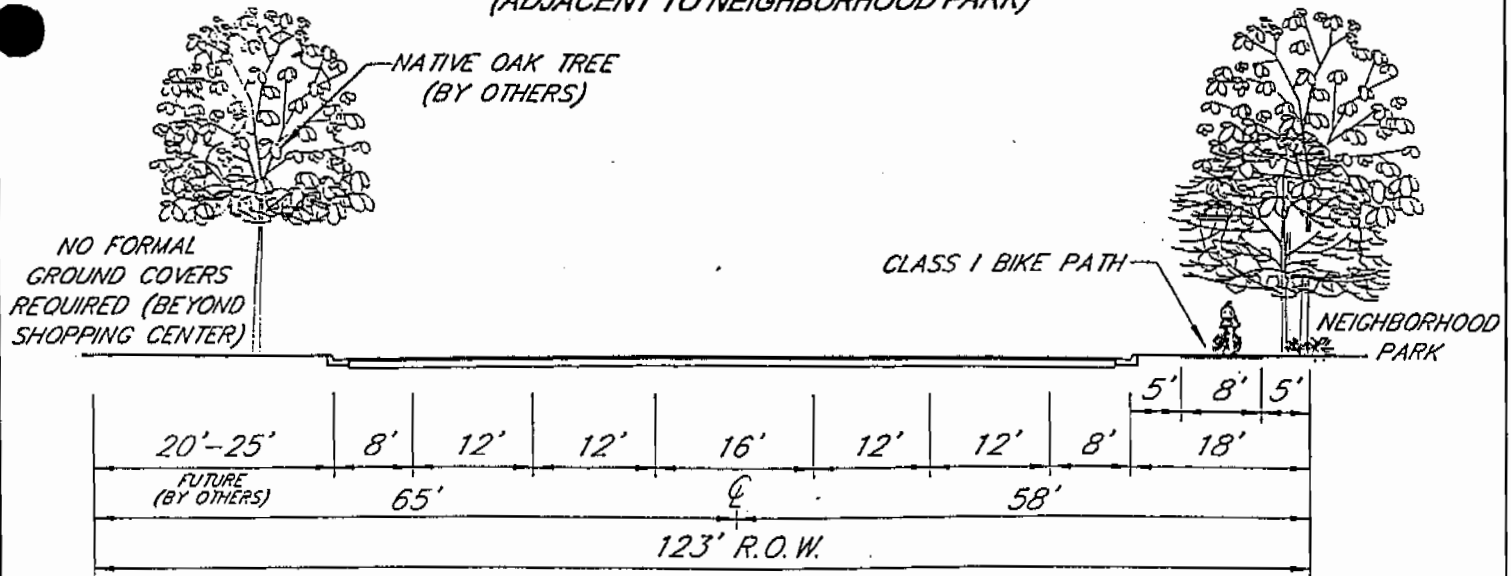 (ADJACENT TO NEIGHBORHOOD PARK)
NATIVE OAK TREE
(BY OTHERS)
NO FORMAL
GROUND COVERS
REQUIRED (BEYOND
SHOPPING CENTER)
CLASS I BIKE PATH
NEIGHBORHOOD
PARK
5' 8' 5'
20'-25' 8' 12' 12' 16' 12' 12' 8' 18'
FUTURE
(BY OTHERS)
65' ℄ 58'
123' R.O.W.